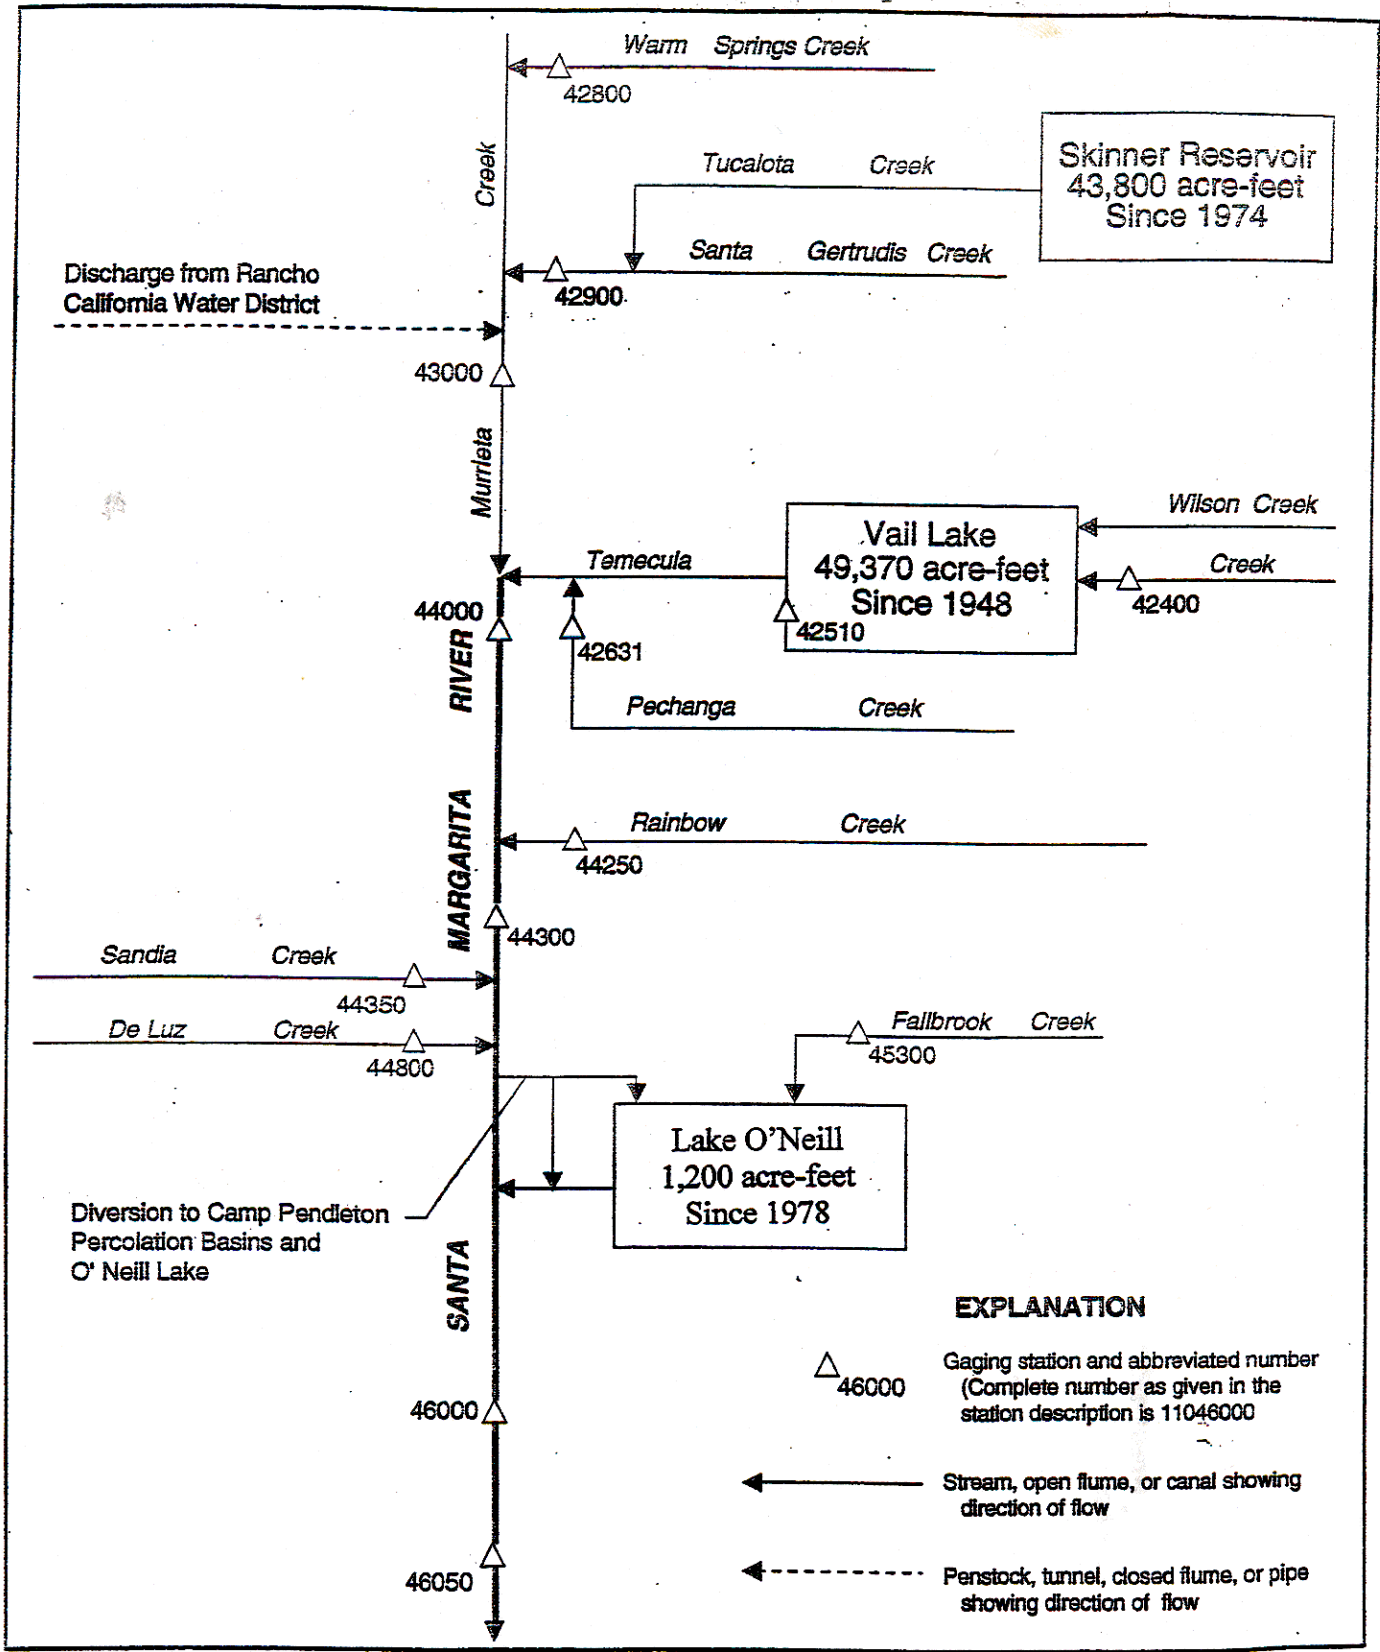 Warm Springs Creek
42800
Creek
Tucalota Creek
Skinner Reservoir
43,800 acre-feet
Since 1974
Santa Gertrudis Creek
42900
Discharge from Rancho
California Water District
43000
Murrieta
Wilson Creek
Vail Lake
49,370 acre-feet
Since 1948
Temecula
Creek
42400
44000
42510
42631
RIVER
Pechanga Creek
MARGARITA
Rainbow Creek
44250
44300
Sandia Creek
44350
De Luz Creek
44800
Fallbrook Creek
45300
Lake O'Neill
1,200 acre-feet
Since 1978
Diversion to Camp Pendleton
Percolation Basins and
O' Neill Lake
SANTA
EXPLANATION
46000
Gaging station and abbreviated number
(Complete number as given in the
station description is 11046000
46000
Stream, open flume, or canal showing
direction of flow
46050
Penstock, tunnel, closed flume, or pipe
showing direction of flow